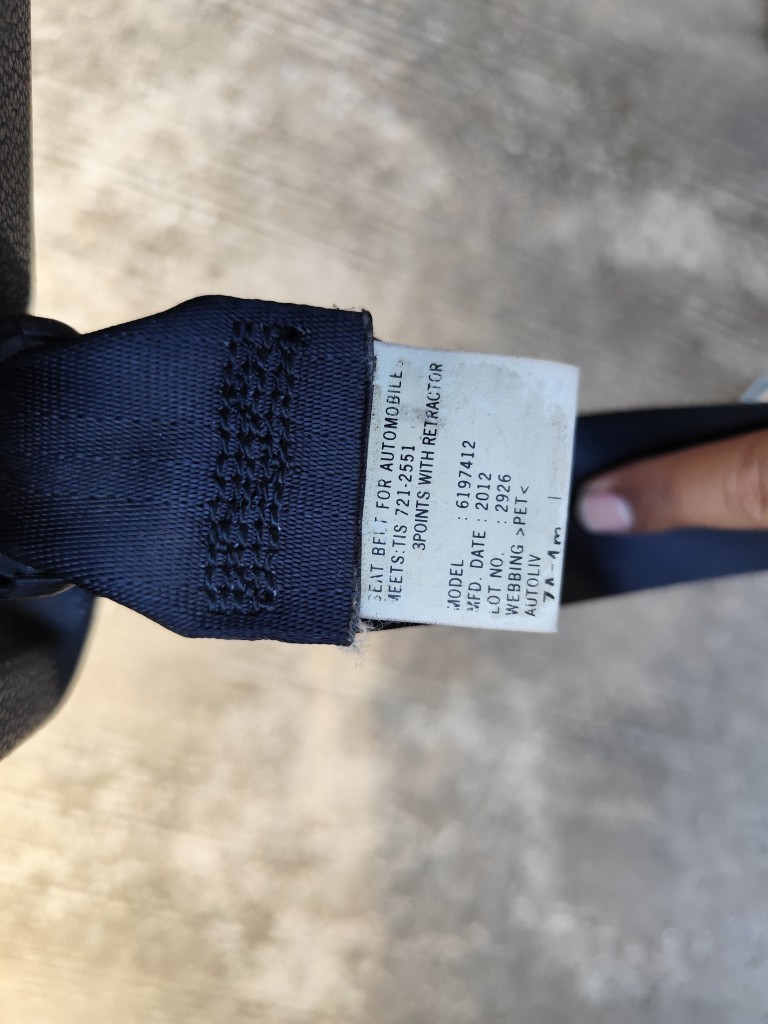 SEAT BELT FOR AUTOMOBILE
MEETS:TIS 721-2551
3POINTS WITH RETRACTOR
MODEL : 6197412
MFD. DATE : 2012
LOT NO. : 2926
WEBBING >PET<
AUTOLIV